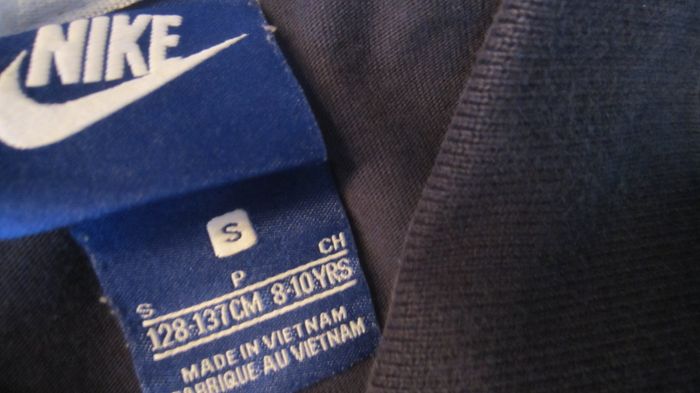 NIKE
S
S P CH
128-137CM 8-10YRS
MADE IN VIETNAM
FABRIQUE AU VIETNAM